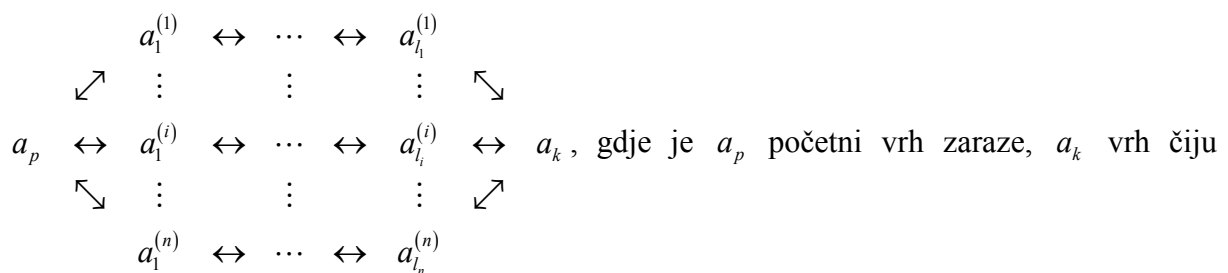 a_1^{(1)} ↔ ⋯ ↔ a_{l_1}^{(1)}
⤢ ⋮ ⋮ ⋮ ⤡
a_p ↔ a_1^{(i)} ↔ ⋯ ↔ a_{l_i}^{(i)} ↔ a_k , gdje je a_p početni vrh zaraze, a_k vrh čiju
⤡ ⋮ ⋮ ⋮ ⤢
a_1^{(n)} ↔ ⋯ ↔ a_{l_n}^{(n)}